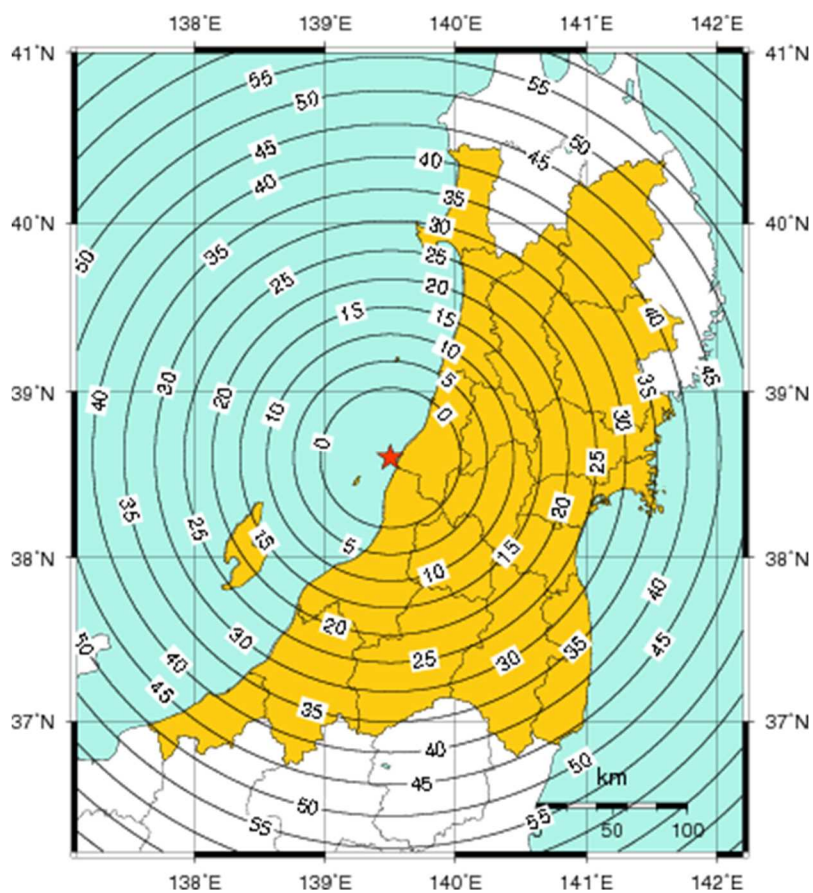 138°E 139°E 140°E 141°E 142°E
41°N 41°N
55 55
50
45 50
40 45
40
35
40°N 30 40°N
50 35 25
25 20
15 15 40
10
39°N 5 35 45 39°N
40 30 20 10 0 0 30
25
35 25 15 20
5 15
38°N 10 38°N
40
20
50 30 25 30 35 45
40
45 35
37°N 37°N
40
45 50
km
50
55 55
50 100
138°E 139°E 140°E 141°E 142°E